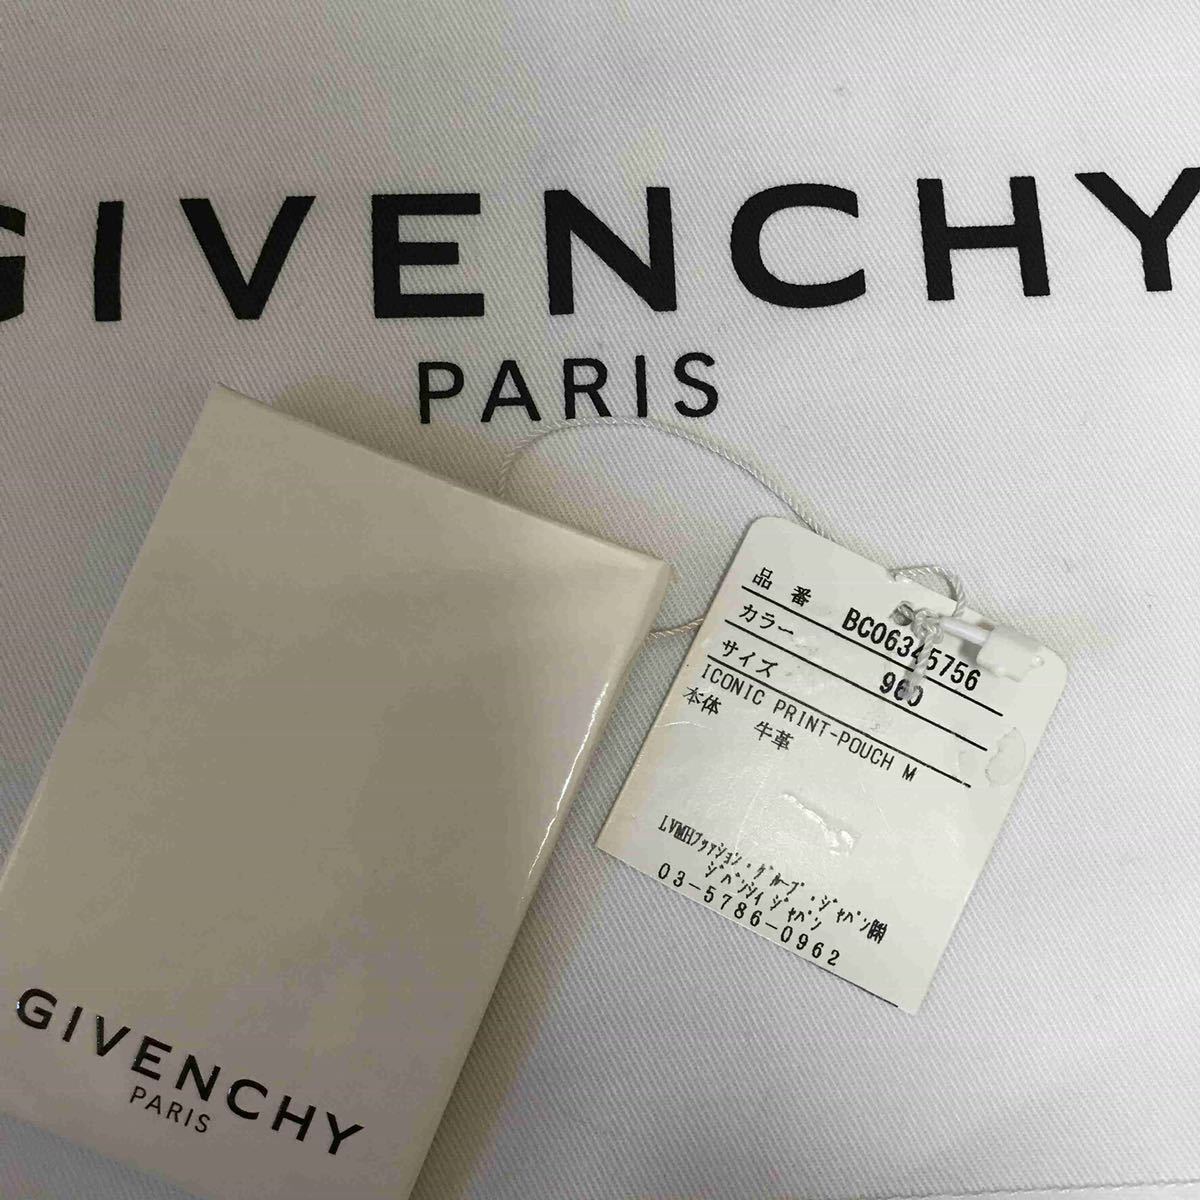 GIVENCHY
PARIS
品番 BC06345756
カラー 960
サイズ
ICONIC PRINT-POUCH M
本体 牛革
LVMHﾌｧｯｼｮﾝ･ｸﾞﾙｰﾌﾟ･ｼﾞｬﾊﾟﾝ㈱
ｼﾞﾊﾞﾝｼｲ ｼﾞｬﾊﾟﾝ
03-5786-0962
GIVENCHY
PARIS